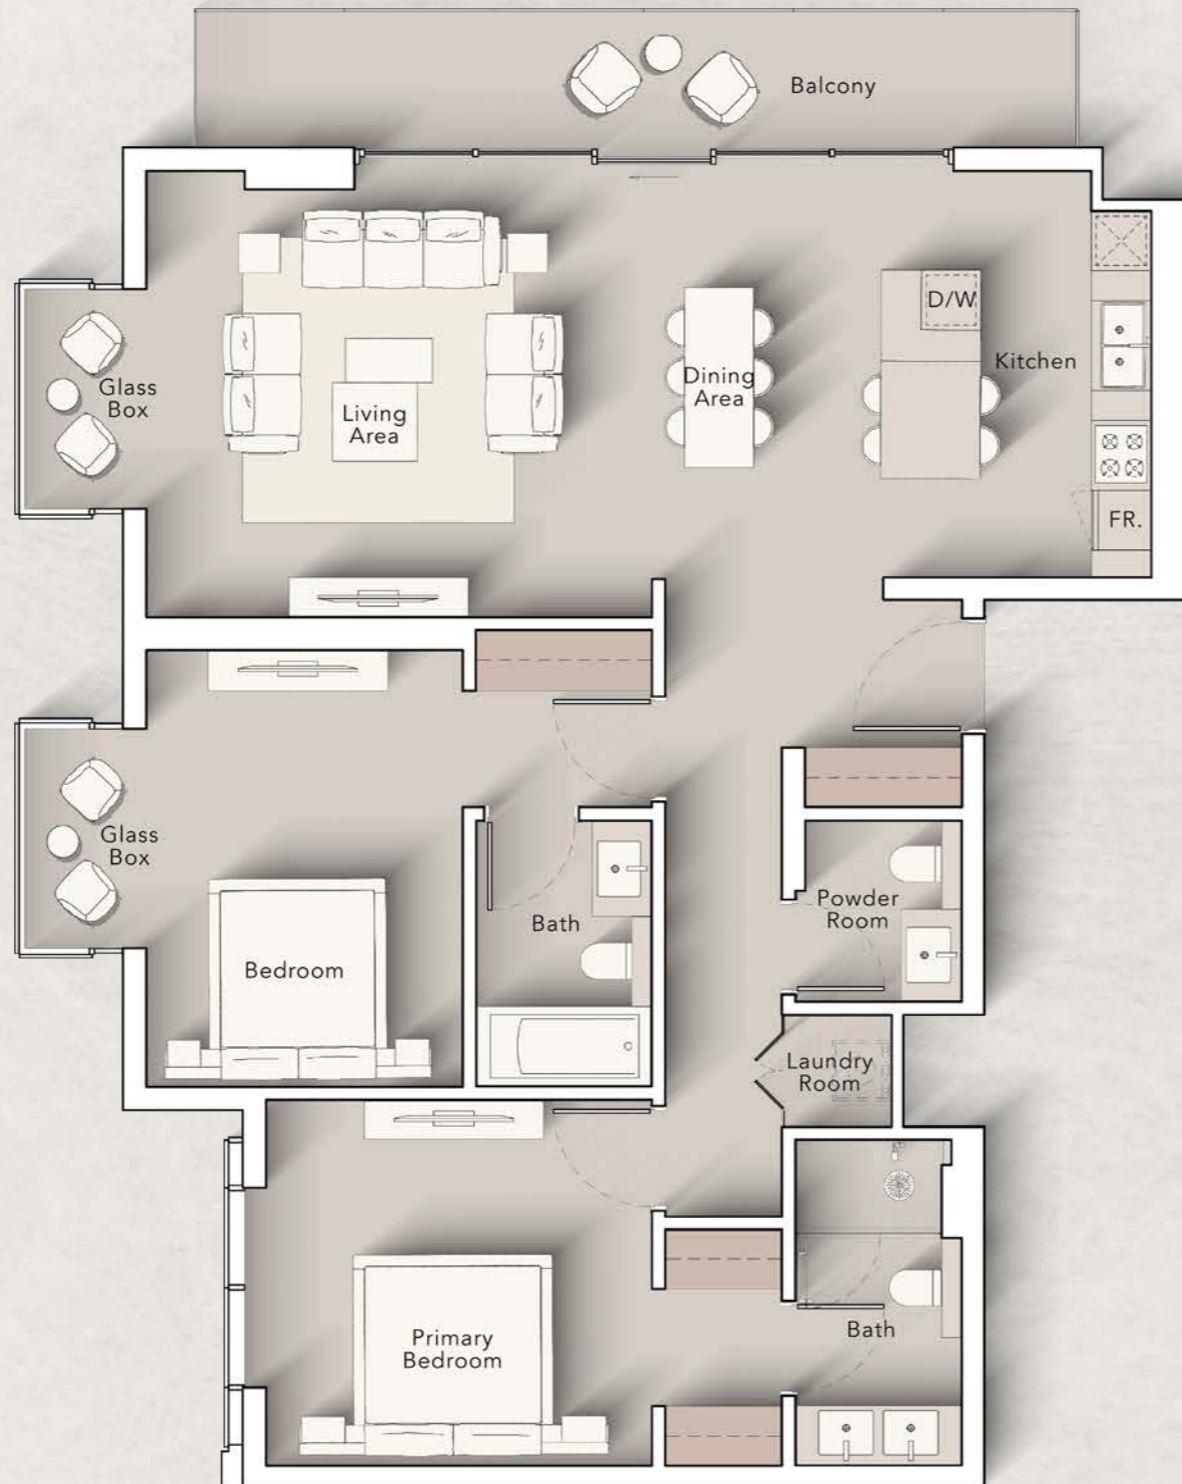 Balcony
D/W
Kitchen
Glass
Box
Living
Area
Dining
Area
FR.
Glass
Box
Bedroom
Bath
Powder
Room
Laundry
Room
Primary
Bedroom
Bath